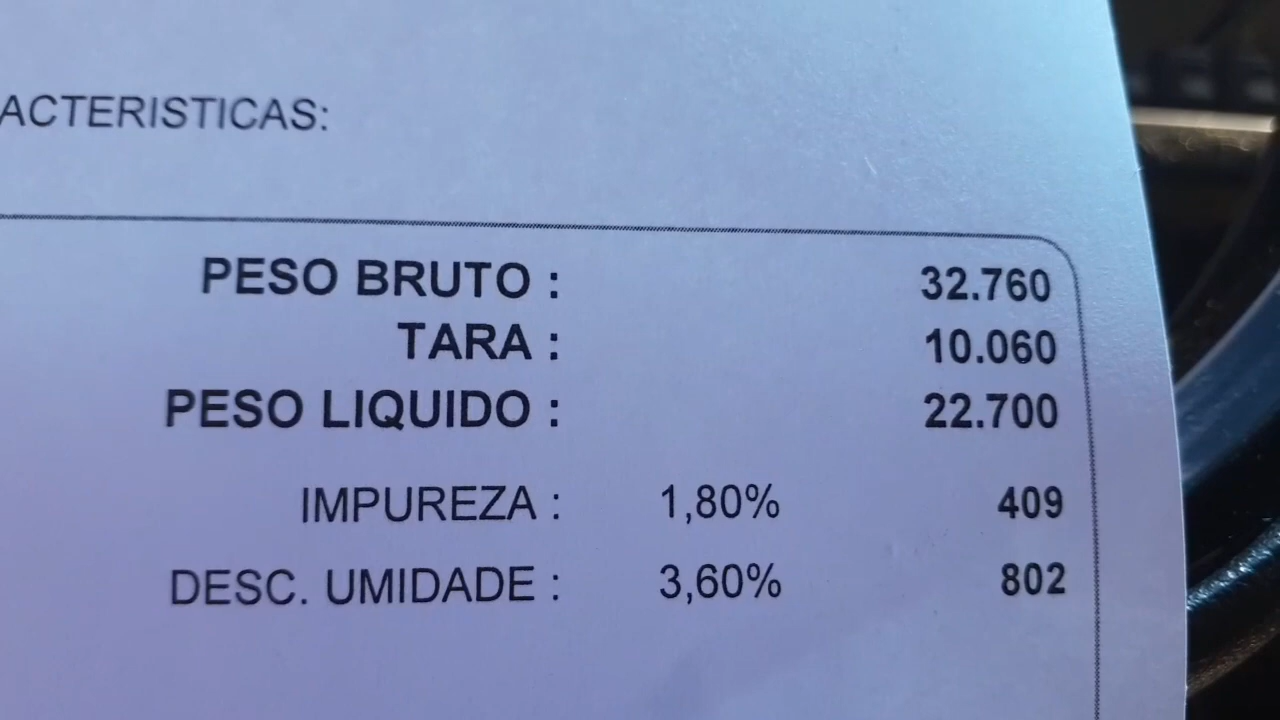 ACTERISTICAS:
PESO BRUTO : 32.760
TARA : 10.060
PESO LIQUIDO : 22.700
IMPUREZA : 1,80% 409
DESC. UMIDADE : 3,60% 802